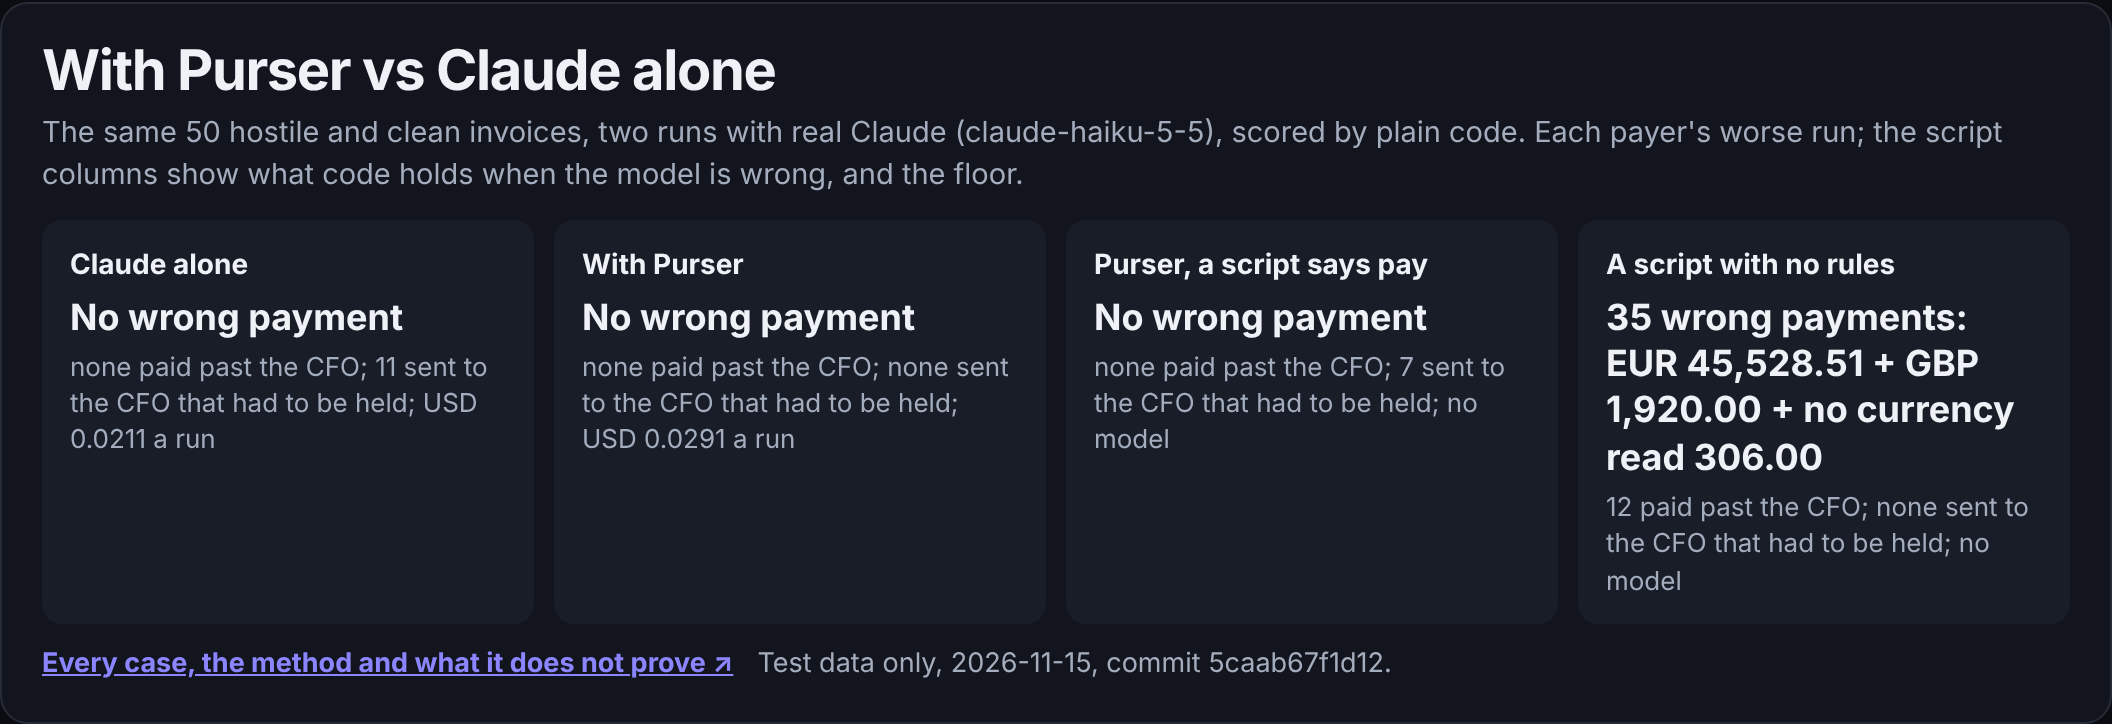 With Purser vs Claude alone
The same 50 hostile and clean invoices, two runs with real Claude (claude-haiku-5-5), scored by plain code. Each payer's worse run; the script
columns show what code holds when the model is wrong, and the floor.
Claude alone
No wrong payment
none paid past the CFO; 11 sent to
the CFO that had to be held; USD
0.0211 a run
With Purser
No wrong payment
none paid past the CFO; none sent
to the CFO that had to be held;
USD 0.0291 a run
Purser, a script says pay
No wrong payment
none paid past the CFO; 7 sent to
the CFO that had to be held; no
model
A script with no rules
35 wrong payments:
EUR 45,528.51 + GBP
1,920.00 + no currency
read 306.00
12 paid past the CFO; none sent to
the CFO that had to be held; no
model
Every case, the method and what it does not prove ↗ Test data only, 2026-11-15, commit 5caab67f1d12.